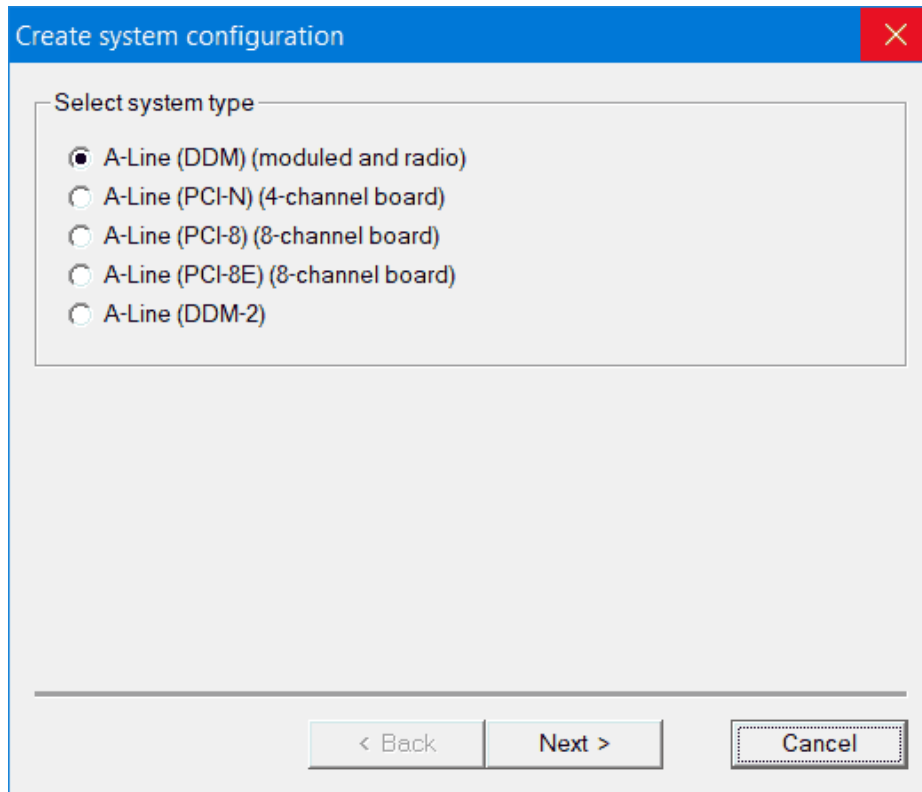 Create system configuration
Select system type
A-Line (DDM) (moduled and radio)
A-Line (PCI-N) (4-channel board)
A-Line (PCI-8) (8-channel board)
A-Line (PCI-8E) (8-channel board)
A-Line (DDM-2)
< Back Next > Cancel